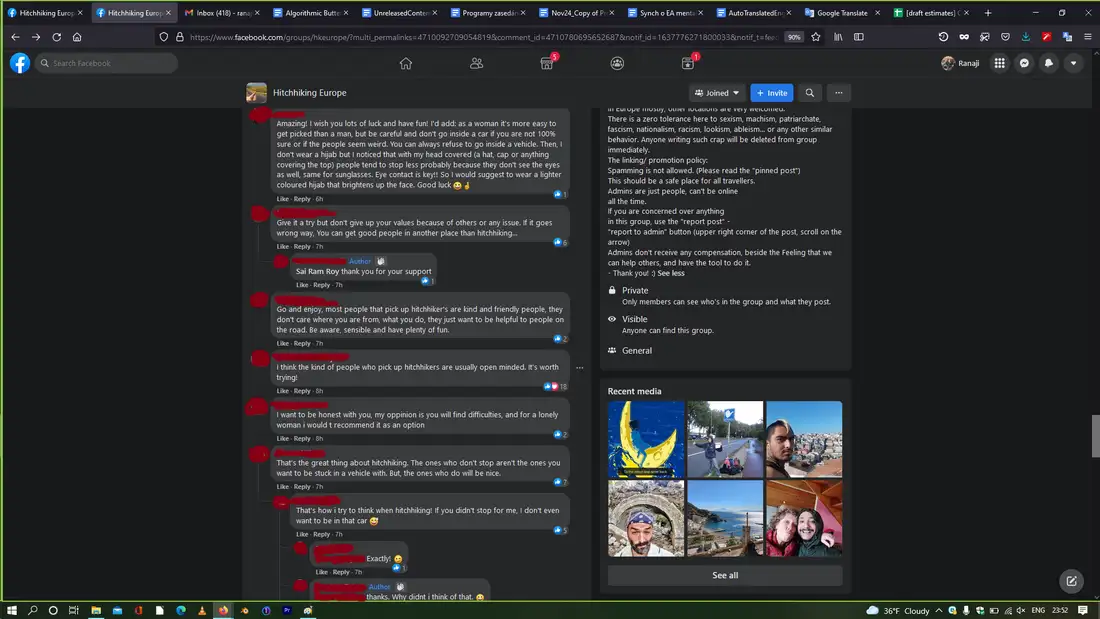 Hitchhiking Europ
Hitchhiking Europ
Inbox (418) - ranaj
Algorithmic Butte
UnreleasedConten
Programy zasedán
Nov24_Copy of P
Synch o EA menta
AutoTranslatedEng
Google Translate
[draft estimates] C
https://www.facebook.com/groups/hkeurope/?multi_permalinks=4710092709054819&comment_id=4710780695652687&notif_id=1637776271800033&notif_t=fee
90%
Search Facebook
5
1
Ranaji
Hitchhiking Europe
Joined
+ Invite
Amazing! I wish you lots of luck and have fun! I'd add: as a woman it's more easy to
get picked than a man, but be careful and don't go inside a car if you are not 100%
sure or if the people seem weird. You can always refuse to go inside a vehicle. Then, I
don't wear a hijab but I noticed that with my head covered (a hat, cap or anything
covering the top) people tend to stop less probably because they don't see the eyes
as well, same for sunglasses. Eye contact is key!! So I would suggest to wear a lighter
coloured hijab that brightens up the face. Good luck 😄🤞
1
Like · Reply · 6h
Give it a try but don't give up your values because of others or any issue. If it goes
wrong way, You can get good people in another place than hitchhiking...
6
Like · Reply · 7h
Author
Sai Ram Roy thank you for your support
1
Like · Reply · 7h
Go and enjoy, most people that pick up hitchhiker's are kind and friendly people, they
don't care where you are from, what you do, they just want to be helpful to people on
the road. Be aware, sensible and have plenty of fun.
2
Like · Reply · 7h
I think the kind of people who pick up hitchhikers are usually open minded. It's worth
trying!
18
Like · Reply · 8h
I want to be honest with you, my oppinion is you will find difficulties, and for a lonely
woman i would t recommend it as an option
2
Like · Reply · 8h
That's the great thing about hitchhiking. The ones who don't stop aren't the ones you
want to be stuck in a vehicle with. But, the ones who do will be nice.
7
Like · Reply · 7h
That's how i try to think when hitchhiking! If you didn't stop for me, I don't even
want to be in that car 😅
5
Like · Reply · 7h
Exactly! 😄
1
Like · Reply · 7h
Author
thanks. Why didnt i think of that. 😄
in Europe mostly, other locations are very welcomed.
There is a zero tolerance here to sexism, machism, patriarchate,
fascism, nationalism, racism, lookism, ableism... or any other similar
behavior. Anyone writing such crap will be deleted from group
immediately.
The linking/ promotion policy:
Spamming is not allowed. (Please read the "pinned post")
This should be a safe place for all travellers.
Admins are just people, can't be online
all the time.
If you are concerned over anything
in this group, use the "report post" -
"report to admin" button (upper right corner of the post, scroll on the
arrow)
Admins don't receive any compensation, beside the Feeling that we
can help others, and have the tool to do it.
- Thank you! :) See less
Private
Only members can see who's in the group and what they post.
Visible
Anyone can find this group.
General
Recent media
See all
36°F Cloudy
ENG
23:52